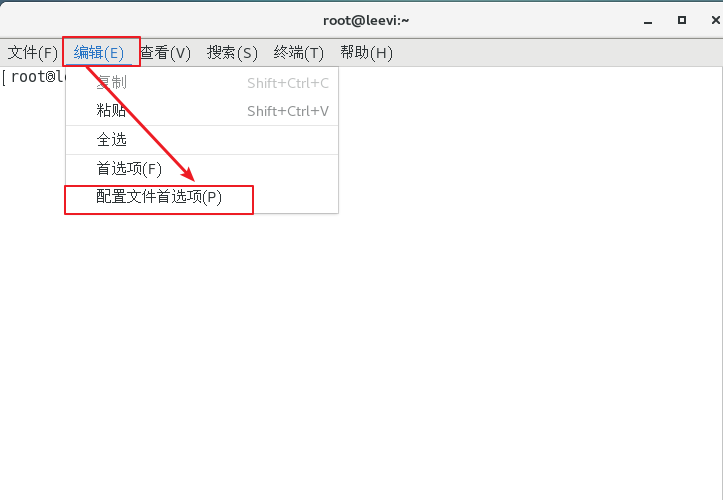 root@leevi:~
文件(F) 编辑(E) 查看(V) 搜索(S) 终端(T) 帮助(H)
[root@l
复制 Shift+Ctrl+C
粘贴 Shift+Ctrl+V
全选
首选项(F)
配置文件首选项(P)